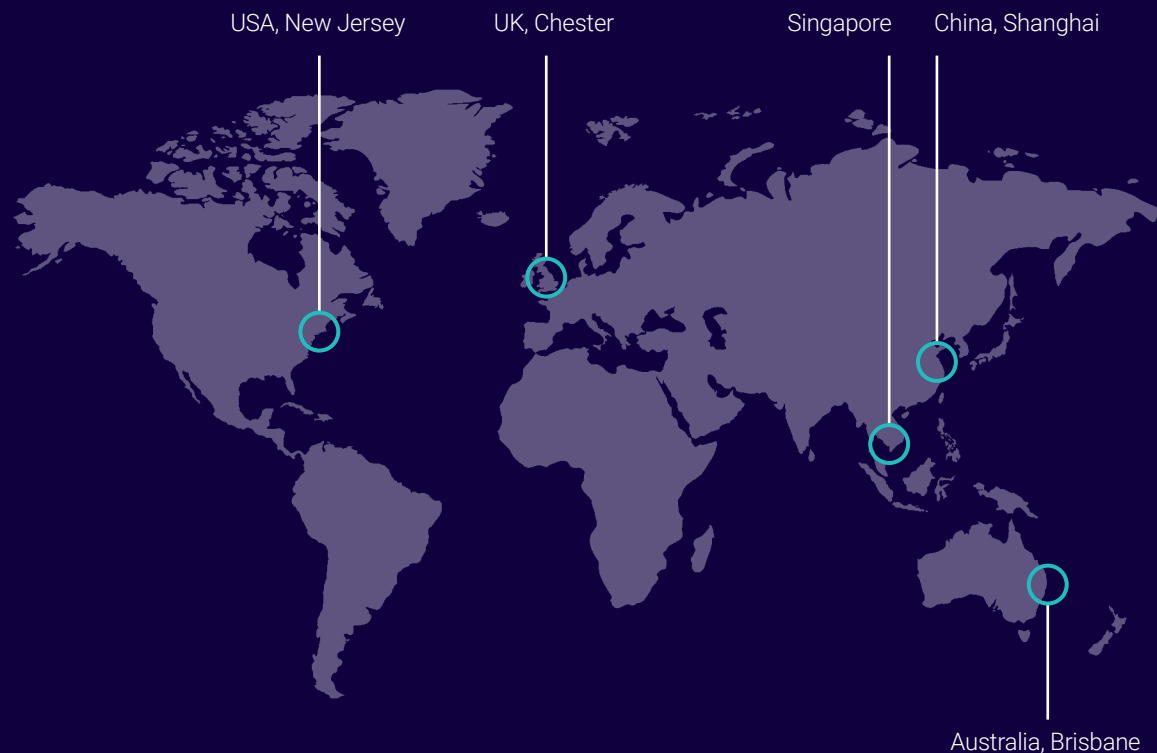 USA, New Jersey
UK, Chester
Singapore
China, Shanghai
Australia, Brisbane